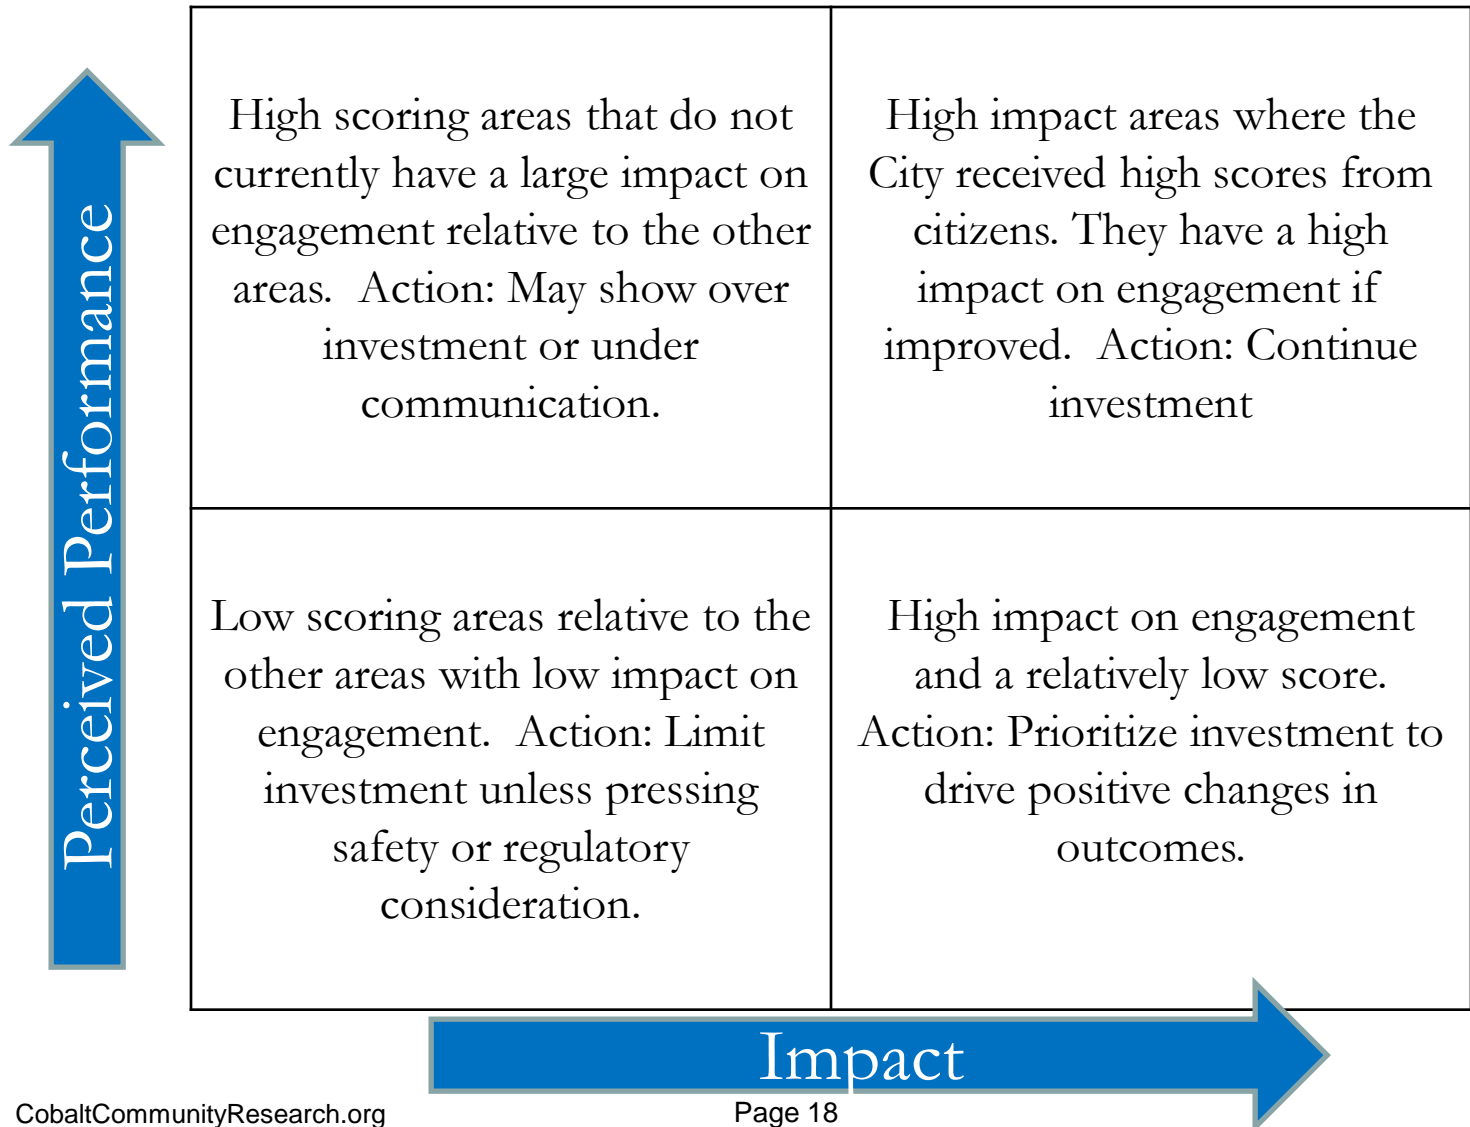 Perceived Performance
High scoring areas that do not
currently have a large impact on
engagement relative to the other
areas.  Action: May show over
investment or under
communication.
High impact areas where the
City received high scores from
citizens. They have a high
impact on engagement if
improved.  Action: Continue
investment
Low scoring areas relative to the
other areas with low impact on
engagement.  Action: Limit
investment unless pressing
safety or regulatory
consideration.
High impact on engagement
and a relatively low score.
Action: Prioritize investment to
drive positive changes in
outcomes.
Impact
CobaltCommunityResearch.org
Page 18